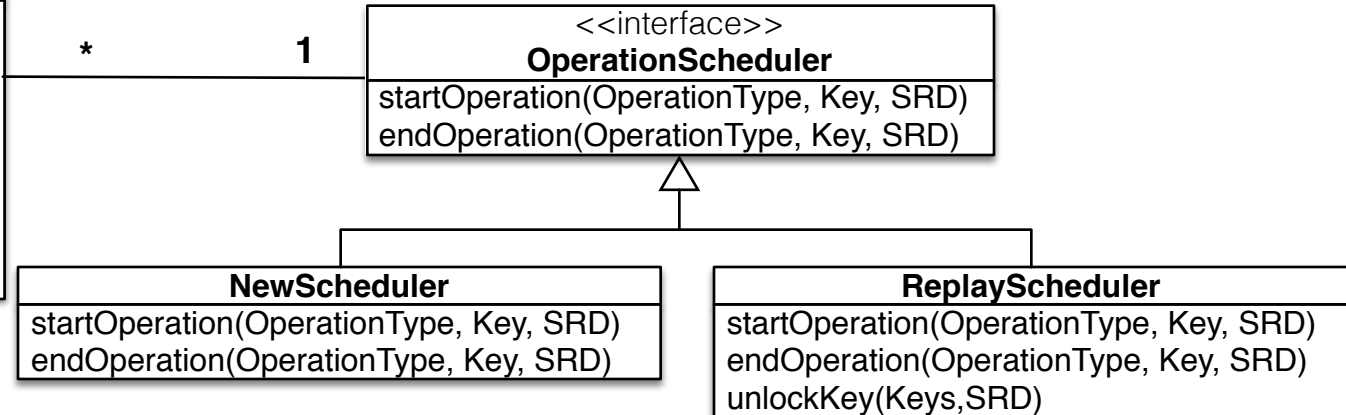 * 1
<<interface>>
OperationScheduler
startOperation(OperationType, Key, SRD)
endOperation(OperationType, Key, SRD)
NewScheduler
startOperation(OperationType, Key, SRD)
endOperation(OperationType, Key, SRD)
ReplayScheduler
startOperation(OperationType, Key, SRD)
endOperation(OperationType, Key, SRD)
unlockKey(Keys,SRD)